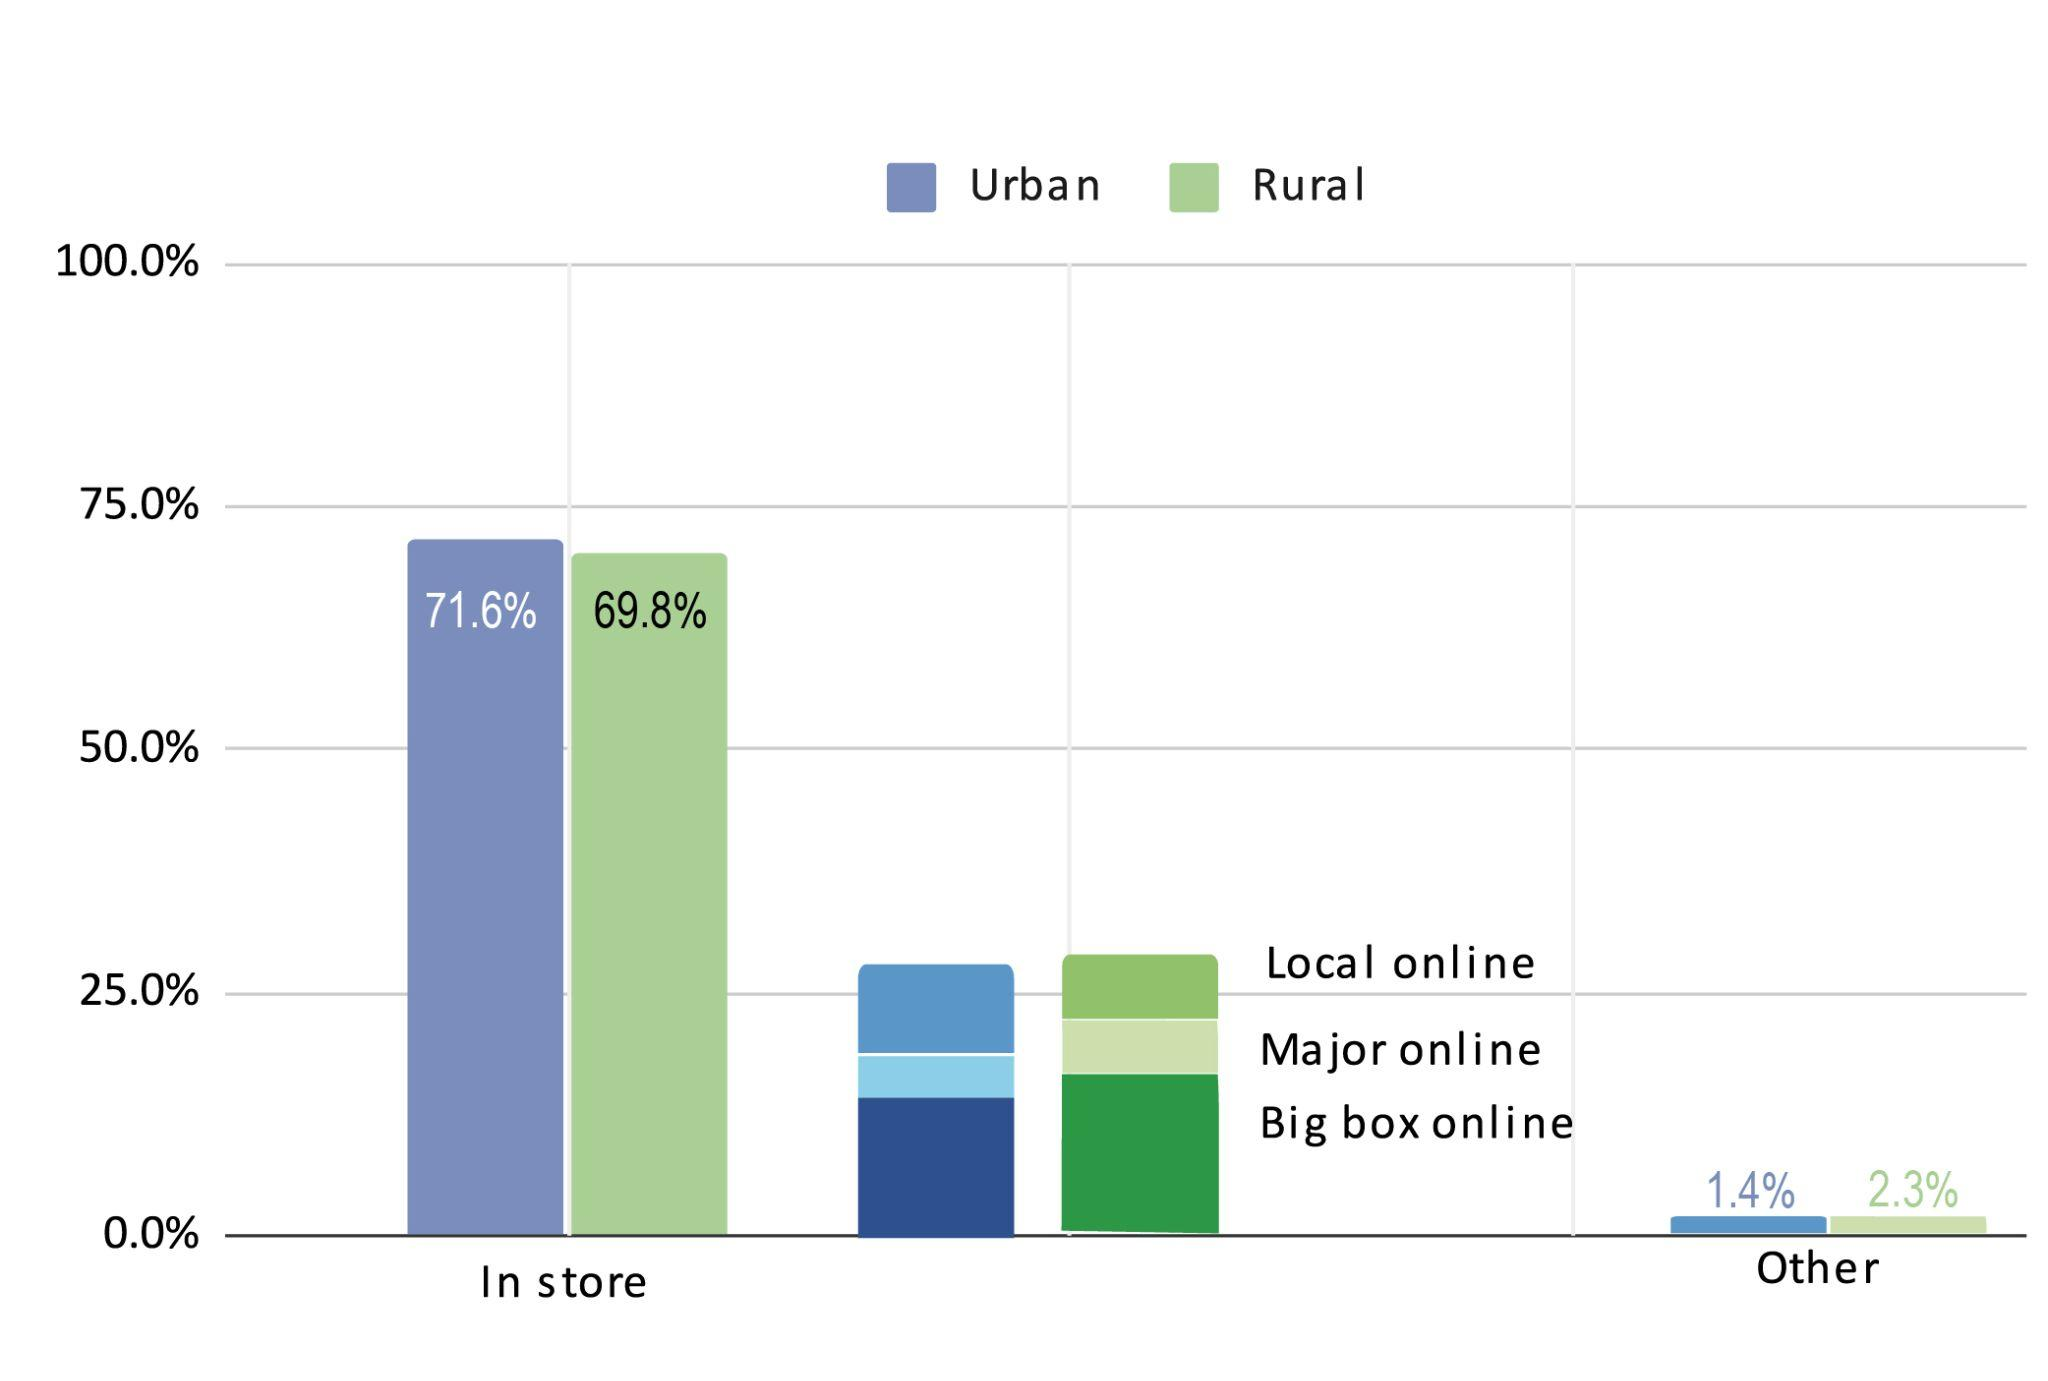 Urban Rural
100.0%
75.0%
71.6% 69.8%
50.0%
Local online
25.0%
Major online
Big box online
1.4% 2.3%
0.0%
In store
Other